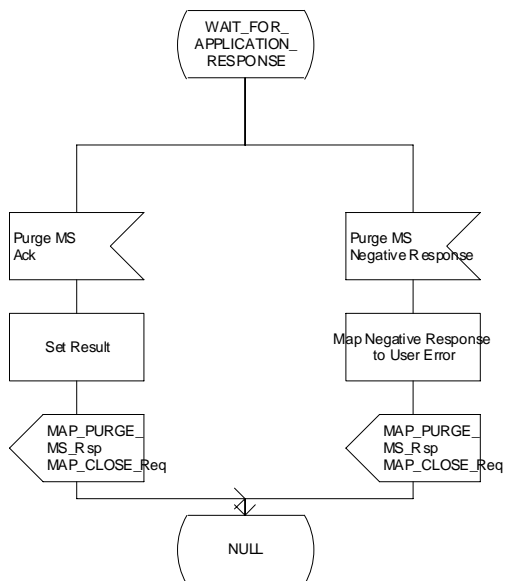 WAIT_FOR_
APPLICATION_
RESPONSE
Purge MS
Ack
Purge MS
Negative Response
Set Result
Map Negative Response
to User Error
MAP_PURGE_
MS_Rsp
MAP_CLOSE_Req
MAP_PURGE_
MS_Rsp
MAP_CLOSE_Req
NULL